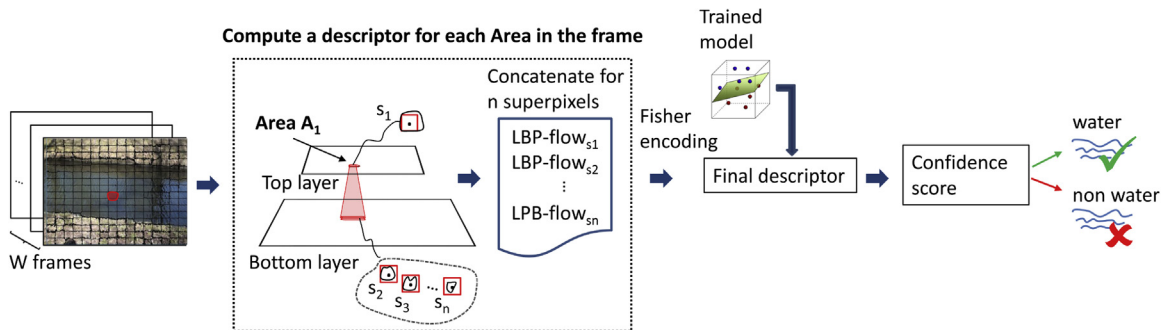 Compute a descriptor for each Area in the frame
Trained
model
Concatenate for
n superpixels
s1
Area A1
LBP-flows1
LBP-flows2
⋮
LPB-flowsn
Top layer
Bottom layer
s2
s3
...
sn
...
W frames
Fisher
encoding
Final descriptor
Confidence
score
water
non water